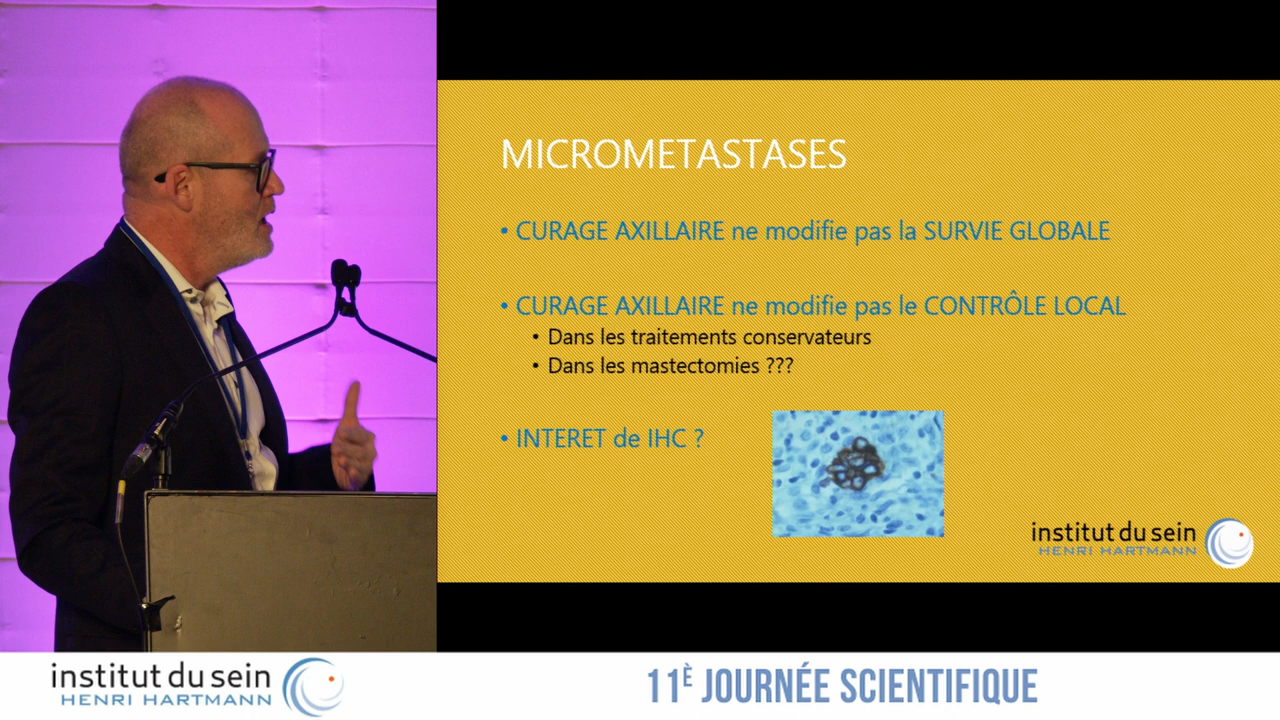 MICROMETASTASES
• CURAGE AXILLAIRE ne modifie pas la SURVIE GLOBALE
• CURAGE AXILLAIRE ne modifie pas le CONTRÔLE LOCAL
• Dans les traitements conservateurs
• Dans les mastectomies ???
• INTERET de IHC ?
institut du sein
HENRI HARTMANN
institut du sein
HENRI HARTMANN
11È JOURNÉE SCIENTIFIQUE